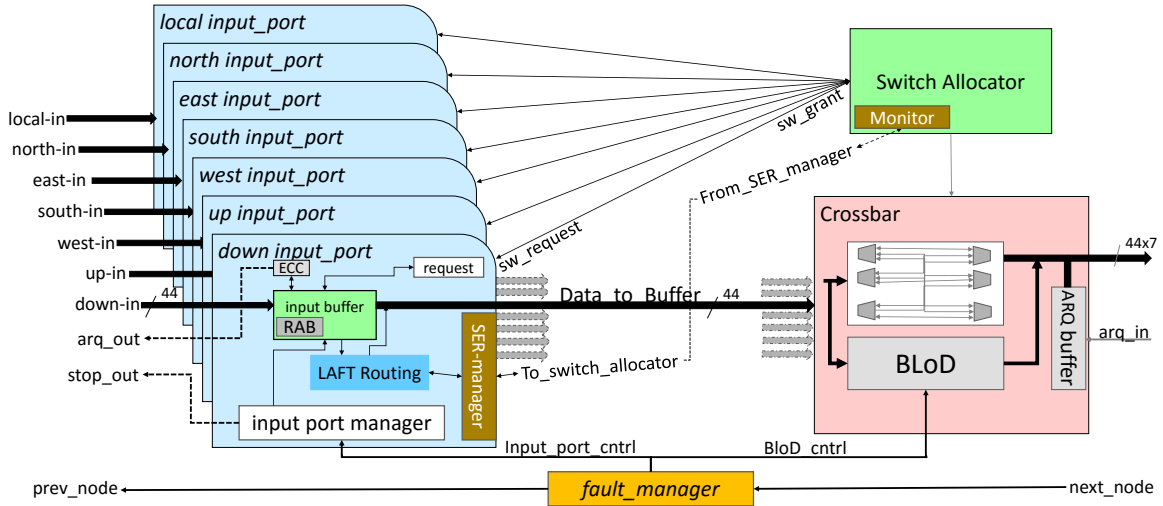 local input_port
north input_port
east input_port
south input_port
west input_port
up input_port
down input_port
local-in
north-in
east-in
south-in
west-in
up-in
down-in
44
arq_out
stop_out
ECC
request
input buffer
RAB
LAFT Routing
SER-manager
input port manager
Switch Allocator
Monitor
sw_grant
sw_request
From_SER_manager
To_switch_allocator
Data to Buffer
44
Crossbar
BLoD
ARQ buffer
44x7
arq_in
Input_port_cntrl
BloD_cntrl
fault_manager
prev_node
next_node